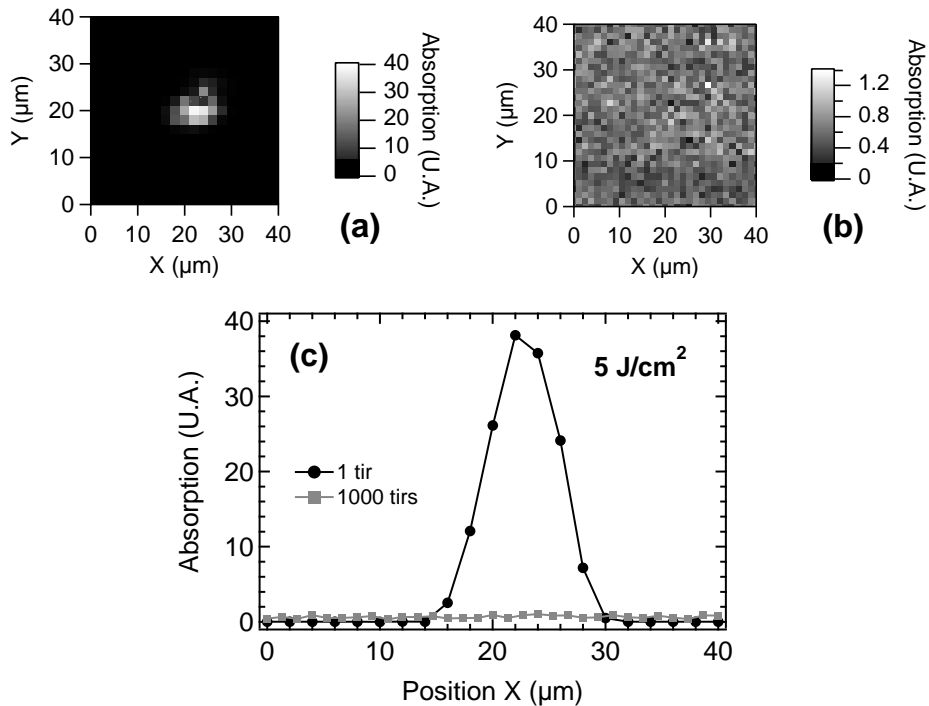 40
30
20
10
0
Y (µm)
0 10 20 30 40
X (µm)
40
30
20
10
0
Absorption (U.A.)
(a)
40
30
20
10
0
Y (µm)
0 10 20 30 40
X (µm)
1.2
0.8
0.4
0
Absorption (U.A.)
(b)
40
30
20
10
0
Absorption (U.A.)
(c)
5 J/cm²
1 tir
1000 tirs
0 10 20 30 40
Position X (µm)